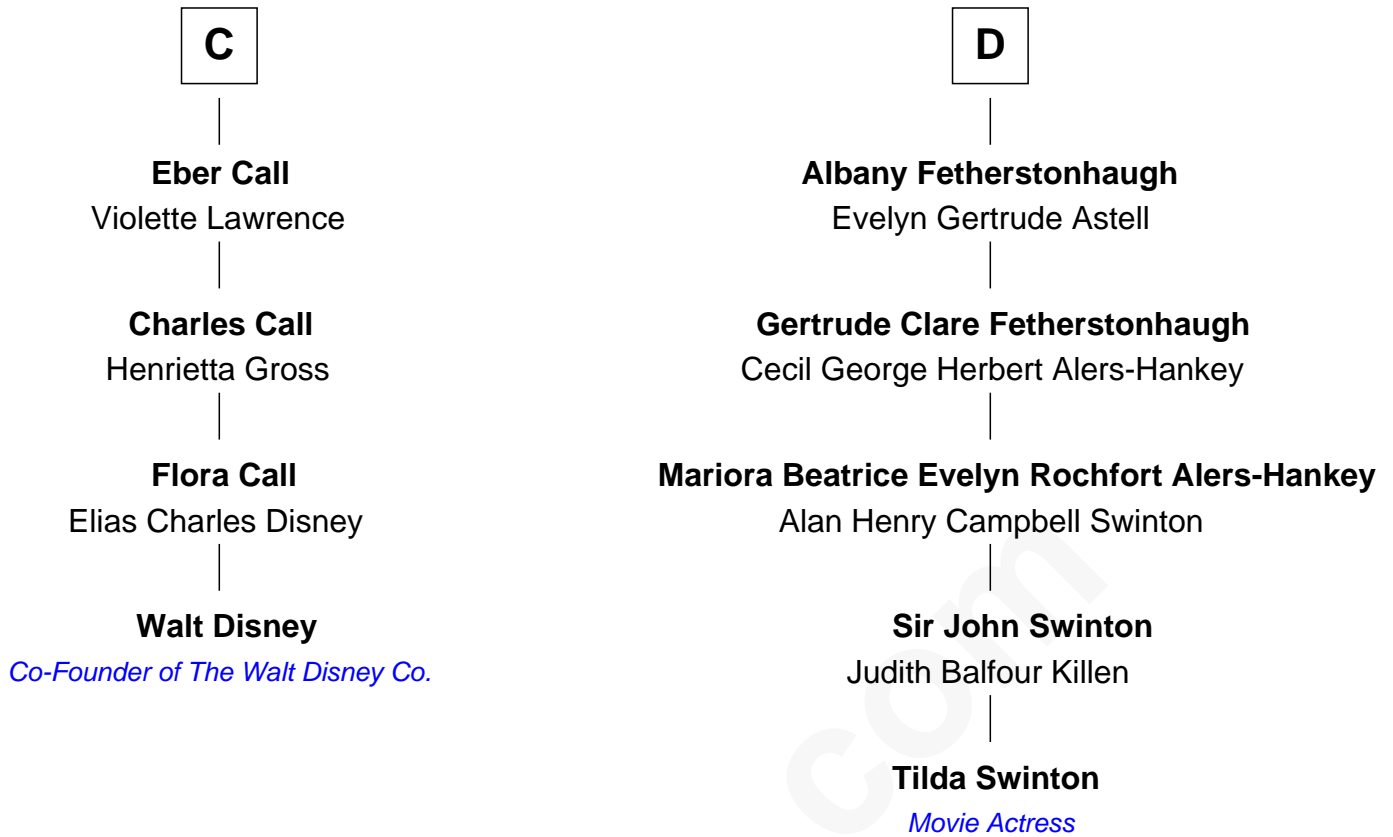 C
Eber Call
Violette Lawrence
Charles Call
Henrietta Gross
Flora Call
Elias Charles Disney
Walt Disney
Co-Founder of The Walt Disney Co.
D
Albany Fetherstonhaugh
Evelyn Gertrude Astell
Gertrude Clare Fetherstonhaugh
Cecil George Herbert Alers-Hankey
Mariora Beatrice Evelyn Rochfort Alers-Hankey
Alan Henry Campbell Swinton
Sir John Swinton
Judith Balfour Killen
Tilda Swinton
Movie Actress
com